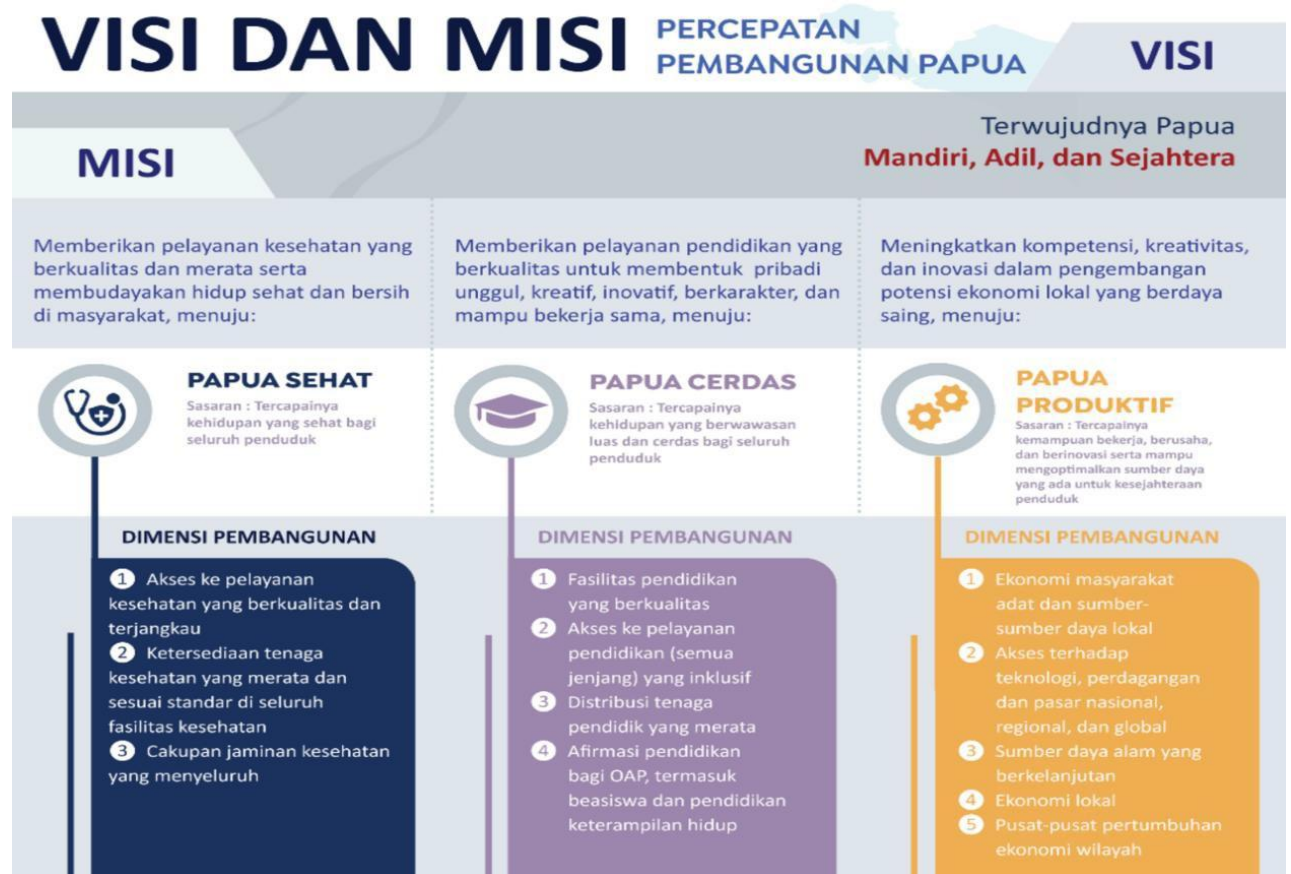 VISI DAN MISI
PERCEPATAN
PEMBANGUNAN PAPUA
VISI
Terwujudnya Papua
Mandiri, Adil, dan Sejahtera
MISI
Memberikan pelayanan kesehatan yang
berkualitas dan merata serta
membudayakan hidup sehat dan bersih
di masyarakat, menuju:
PAPUA SEHAT
Sasaran : Tercapainya
kehidupan yang sehat bagi
seluruh penduduk
DIMENSI PEMBANGUNAN
1 Akses ke pelayanan
kesehatan yang berkualitas dan
terjangkau
2 Ketersediaan tenaga
kesehatan yang merata dan
sesuai standar di seluruh
fasilitas kesehatan
3 Cakupan jaminan kesehatan
yang menyeluruh
Memberikan pelayanan pendidikan yang
berkualitas untuk membentuk pribadi
unggul, kreatif, inovatif, berkarakter, dan
mampu bekerja sama, menuju:
PAPUA CERDAS
Sasaran : Tercapainya
kehidupan yang berwawasan
luas dan cerdas bagi seluruh
penduduk
DIMENSI PEMBANGUNAN
1 Fasilitas pendidikan
yang berkualitas
2 Akses ke pelayanan
pendidikan (semua
jenjang) yang inklusif
3 Distribusi tenaga
pendidik yang merata
4 Afirmasi pendidikan
bagi OAP, termasuk
beasiswa dan pendidikan
keterampilan hidup
Meningkatkan kompetensi, kreativitas,
dan inovasi dalam pengembangan
potensi ekonomi lokal yang berdaya
saing, menuju:
PAPUA
PRODUKTIF
Sasaran : Tercapainya
kemampuan bekerja, berusaha,
dan berinovasi serta mampu
mengoptimalkan sumber daya
yang ada untuk kesejahteraan
penduduk
DIMENSI PEMBANGUNAN
1 Ekonomi masyarakat
adat dan sumber-
sumber daya lokal
2 Akses terhadap
teknologi, perdagangan
dan pasar nasional,
regional, dan global
3 Sumber daya alam yang
berkelanjutan
4 Ekonomi lokal
5 Pusat-pusat pertumbuhan
ekonomi wilayah